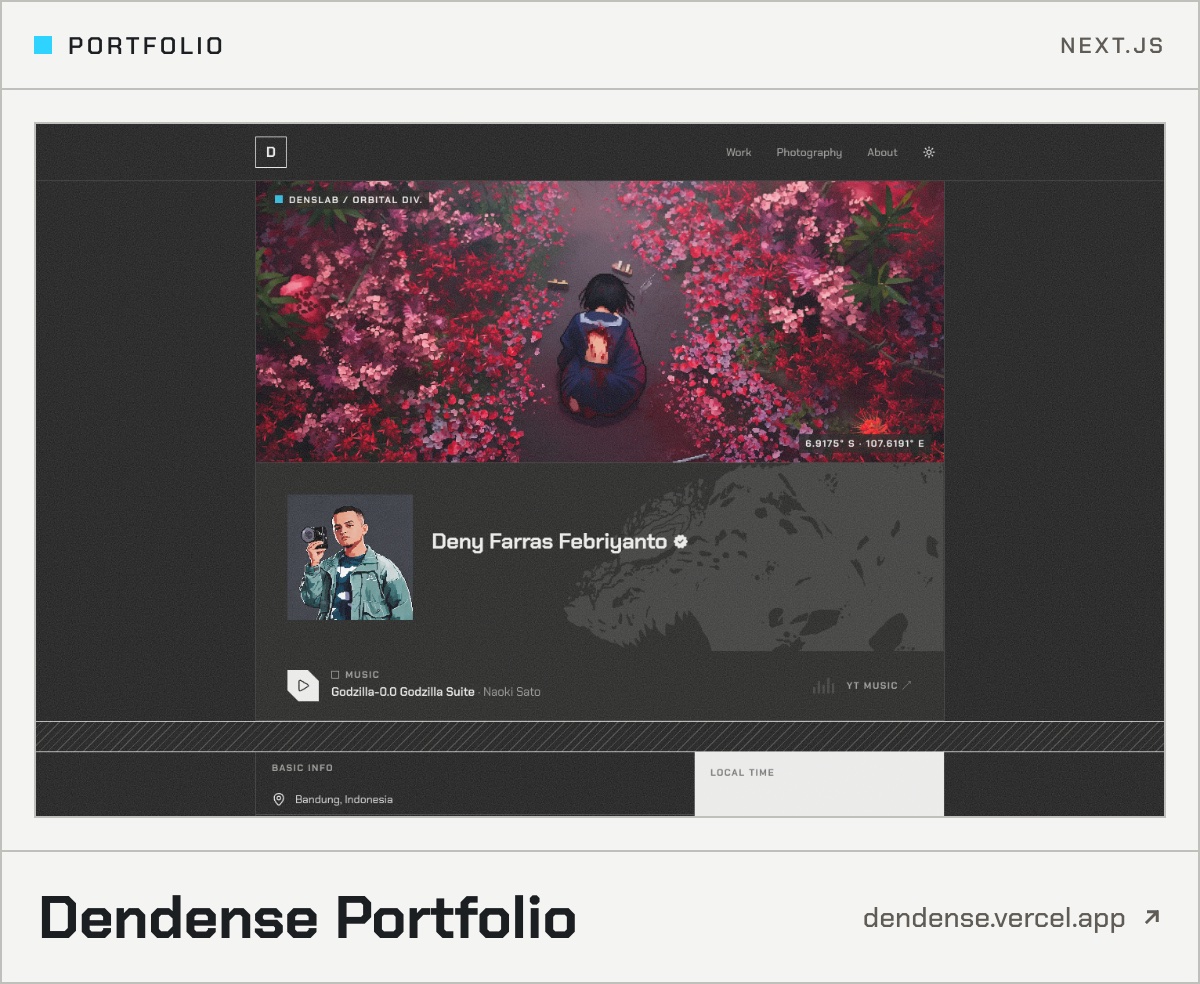 PORTFOLIO
NEXT.JS
D
Work
Photography
About
DENSLAB / ORBITAL DIV.
6.9175° S · 107.6191° E
Deny Farras Febriyanto
MUSIC
Godzilla-0.0 Godzilla Suite · Naoki Sato
YT MUSIC ↗
BASIC INFO
LOCAL TIME
Bandung, Indonesia
Dendense Portfolio
dendense.vercel.app ↗